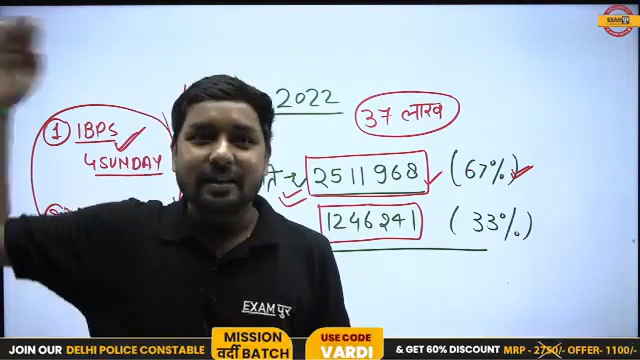 EXAM पुर
2022
37 लाख
① IBPS
4 SUNDAY
2511968 (67%)
1246241 (33%)
EXAM पुर
JOIN OUR DELHI POLICE CONSTABLE
MISSION
वर्दी BATCH
USE CODE
VARDI
& GET 60% DISCOUNT MRP - 2750/- OFFER- 1100/-